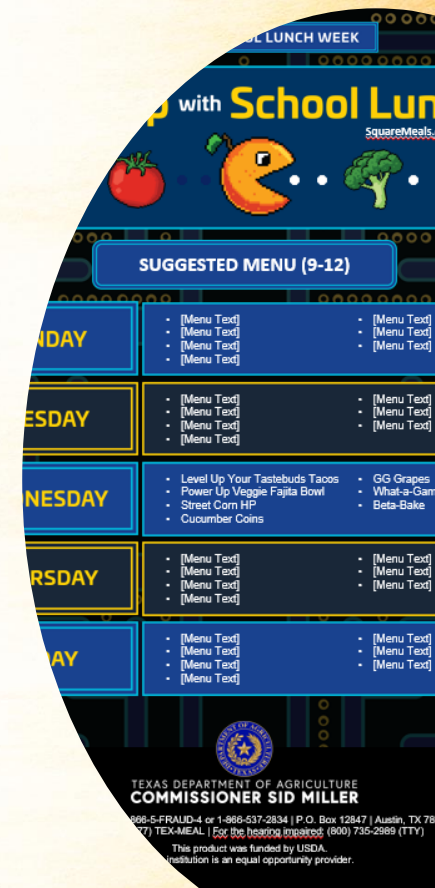 OL LUNCH WEEK
with School Lun
SquareMeals.
SUGGESTED MENU (9-12)
NDAY
• [Menu Text]
• [Menu Text]
• [Menu Text]
• [Menu Text]
• [Menu Text]
• [Menu Text]
• [Menu Text]
ESDAY
• [Menu Text]
• [Menu Text]
• [Menu Text]
• [Menu Text]
• [Menu Text]
• [Menu Text]
• [Menu Text]
NESDAY
• Level Up Your Tastebuds Tacos
• Power Up Veggie Fajita Bowl
• Street Corn HP
• Cucumber Coins
• GG Grapes
• What-a-Gam
• Beta-Bake
RSDAY
• [Menu Text]
• [Menu Text]
• [Menu Text]
• [Menu Text]
• [Menu Text]
• [Menu Text]
• [Menu Text]
AY
• [Menu Text]
• [Menu Text]
• [Menu Text]
• [Menu Text]
• [Menu Text]
• [Menu Text]
• [Menu Text]
TEXAS DEPARTMENT OF AGRICULTURE
COMMISSIONER SID MILLER
866-5-FRAUD-4 or 1-866-537-2834 | P.O. Box 12847 | Austin, TX 78
77) TEX-MEAL | For the hearing impaired: (800) 735-2989 (TTY)
This product was funded by USDA.
institution is an equal opportunity provider.